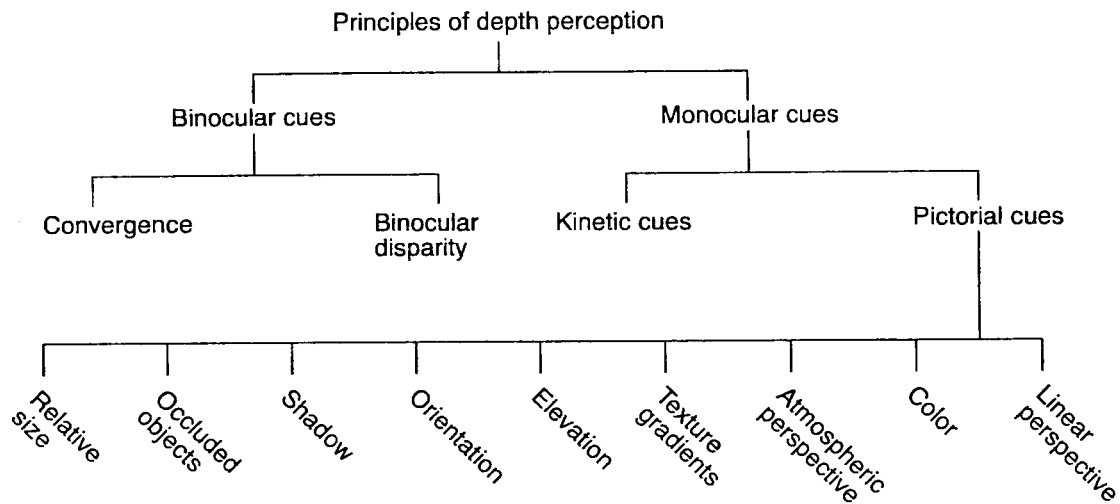 Principles of depth perception
Binocular cues
Monocular cues
Convergence
Binocular
disparity
Kinetic cues
Pictorial cues
Relative
size
Occluded
objects
Shadow
Orientation
Elevation
Texture
gradients
Atmospheric
perspective
Color
Linear
perspective